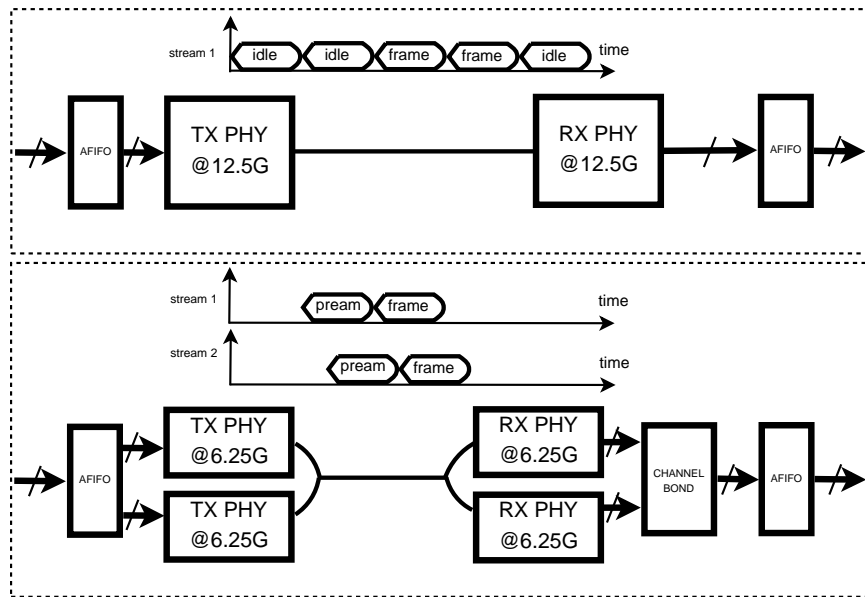 stream 1
idle
idle
frame
frame
idle
time
AFIFO
TX PHY
@12.5G
RX PHY
@12.5G
AFIFO
stream 1
pream
frame
time
stream 2
pream
frame
time
AFIFO
TX PHY
@6.25G
TX PHY
@6.25G
RX PHY
@6.25G
RX PHY
@6.25G
CHANNEL
BOND
AFIFO